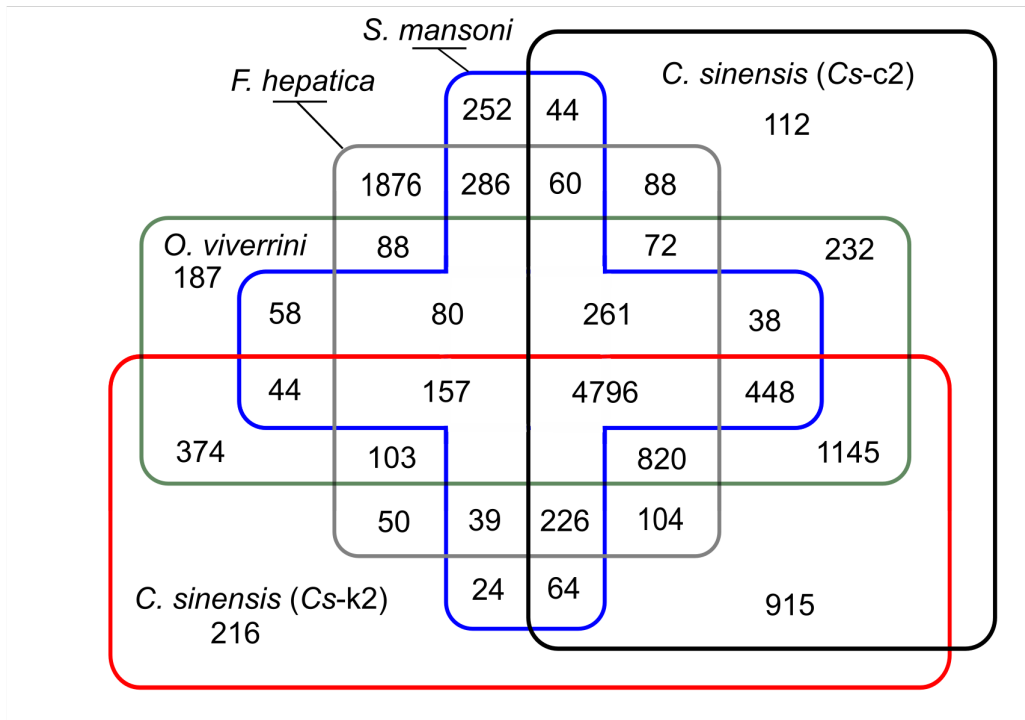 S. mansoni
F. hepatica
C. sinensis (Cs-c2)
112
252 44
1876 286 60 88
O. viverrini
187
88 72 232
58 80 261 38
44 157 4796 448
374 103 820 1145
50 39 226 104
24 64 915
C. sinensis (Cs-k2)
216